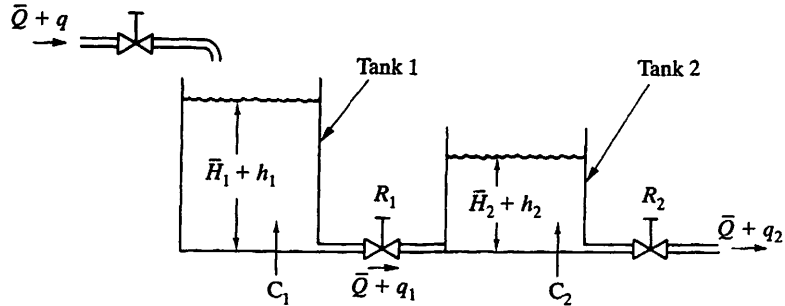 Q̅ + q
Tank 1
Tank 2
H̅₁ + h₁
R₁
H̅₂ + h₂
R₂
Q̅ + q₂
C₁
Q̅ + q₁
C₂